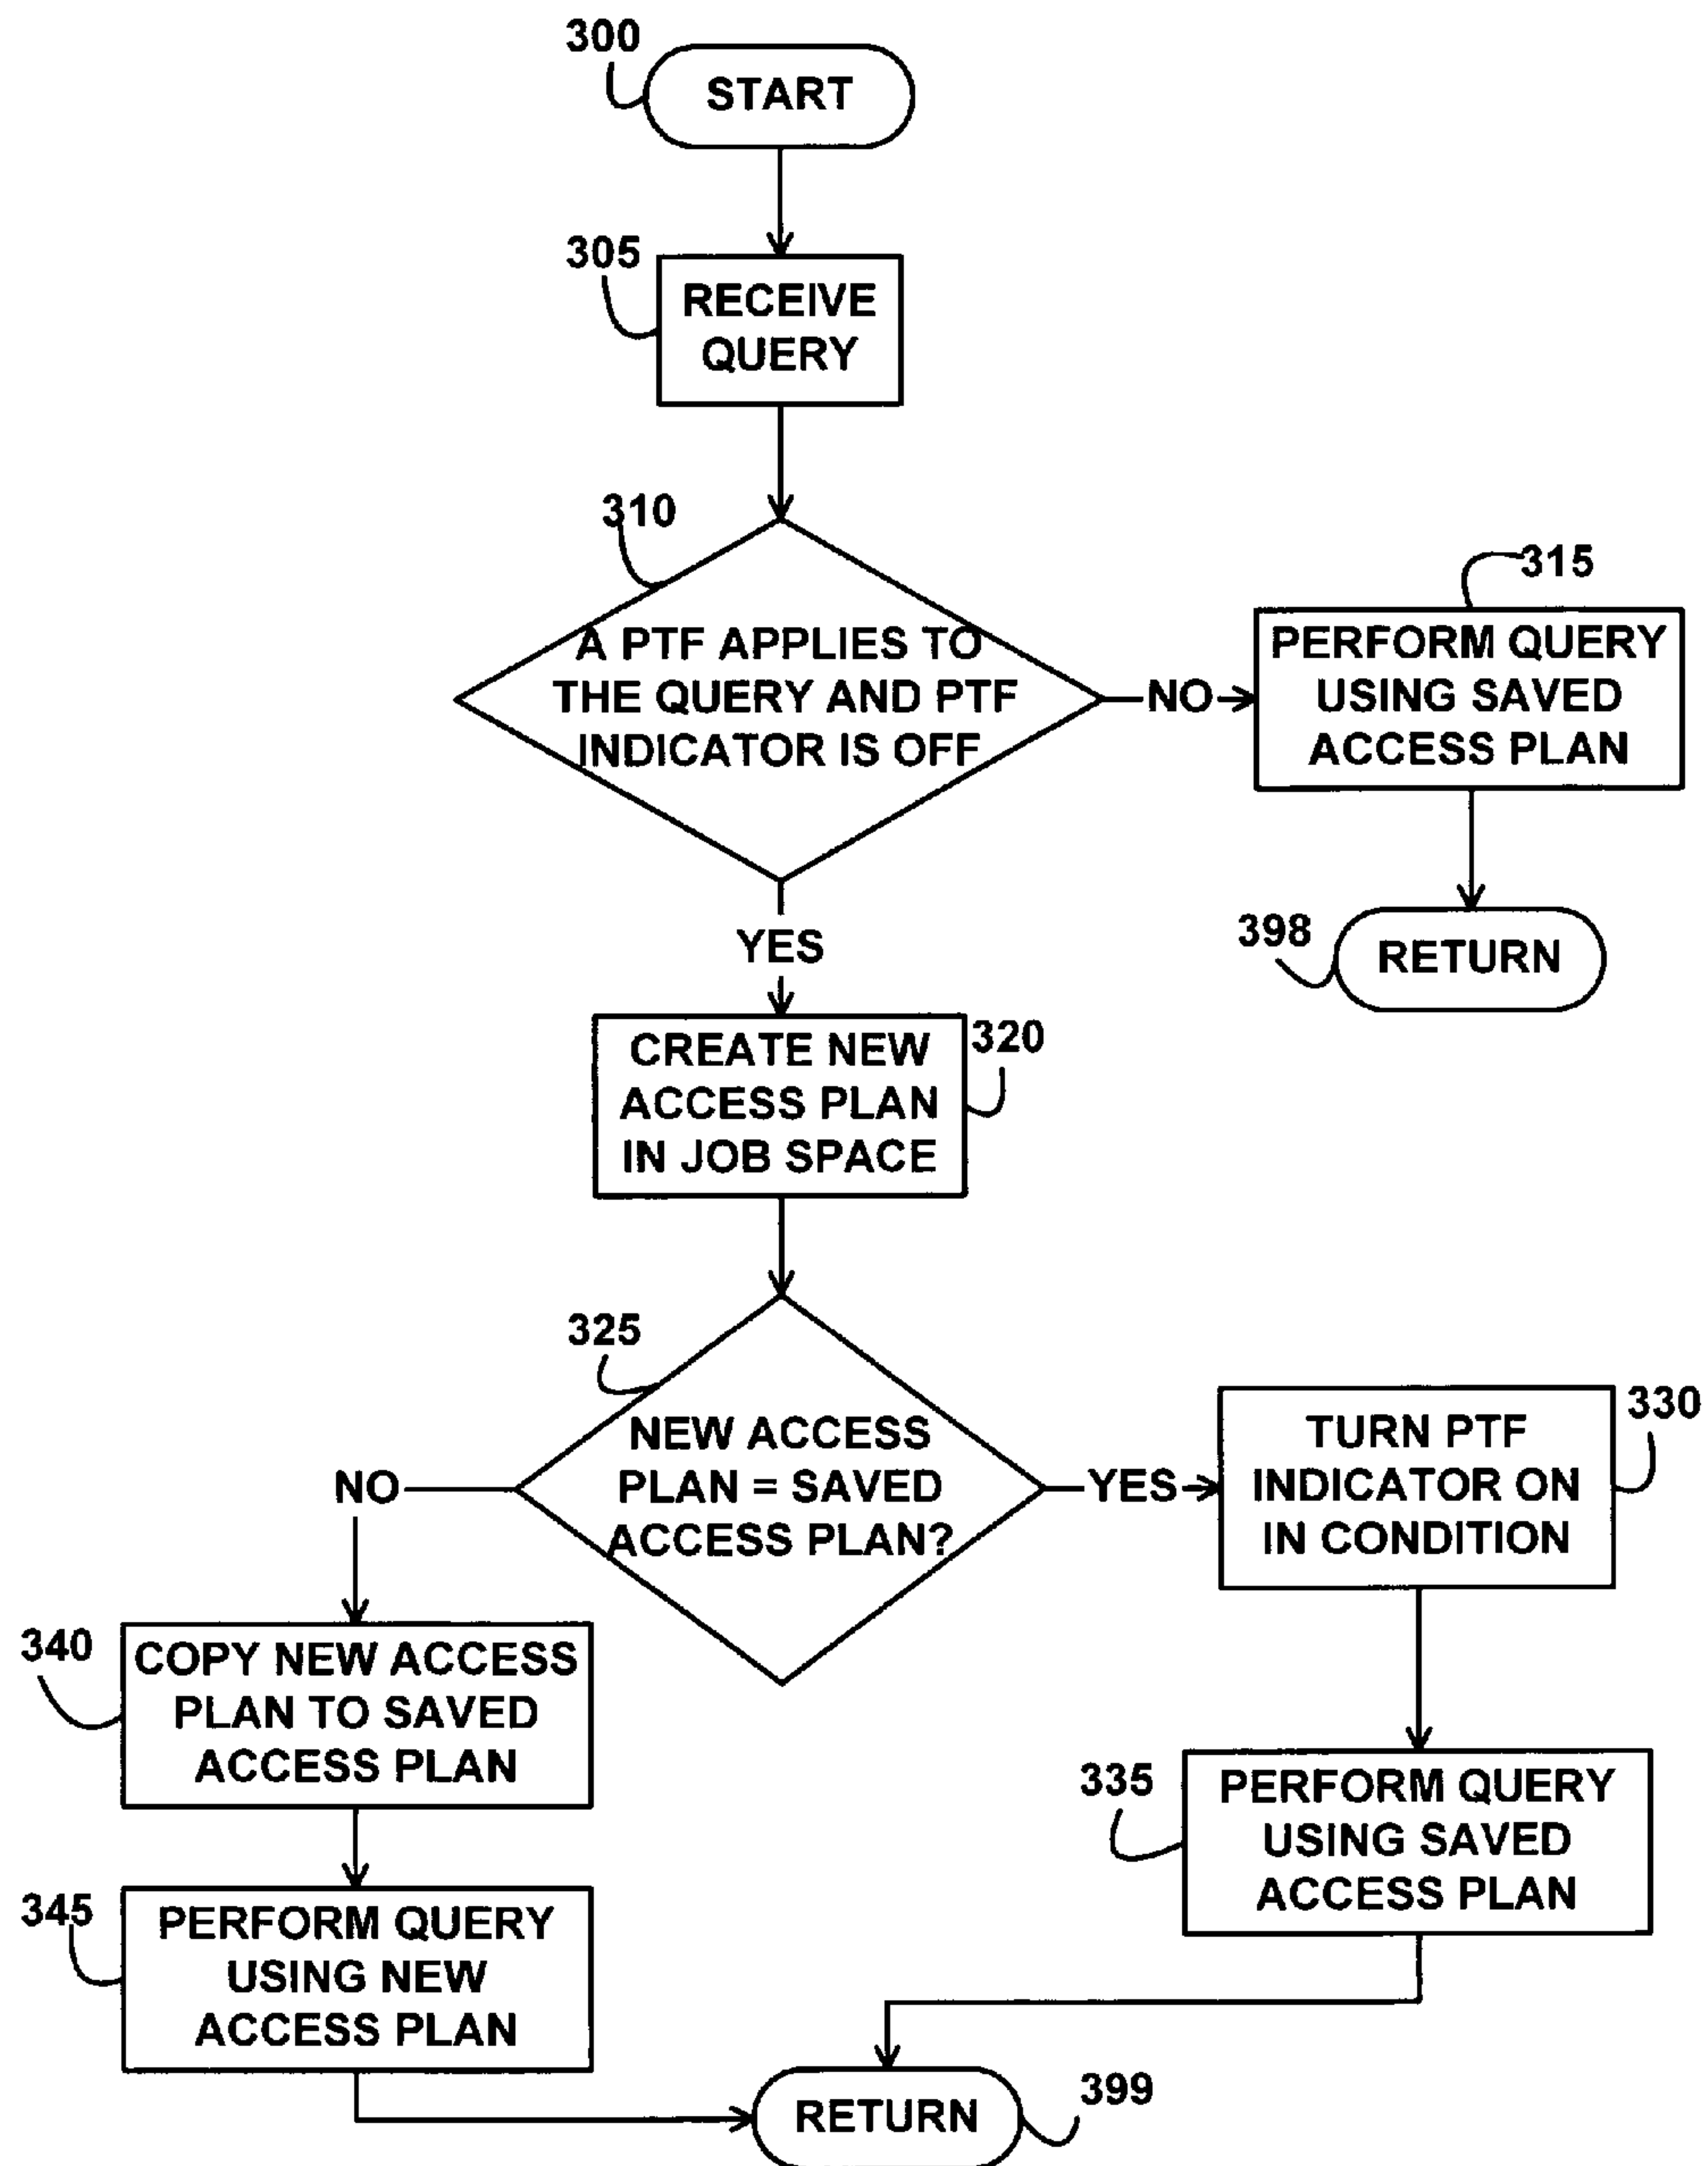 300
START
305
RECEIVE
QUERY
310
A PTF APPLIES TO
THE QUERY AND PTF
INDICATOR IS OFF
NO
315
PERFORM QUERY
USING SAVED
ACCESS PLAN
398
RETURN
YES
320
CREATE NEW
ACCESS PLAN
IN JOB SPACE
325
NEW ACCESS
PLAN = SAVED
ACCESS PLAN?
YES
330
TURN PTF
INDICATOR ON
IN CONDITION
335
PERFORM QUERY
USING SAVED
ACCESS PLAN
NO
340
COPY NEW ACCESS
PLAN TO SAVED
ACCESS PLAN
345
PERFORM QUERY
USING NEW
ACCESS PLAN
RETURN
399